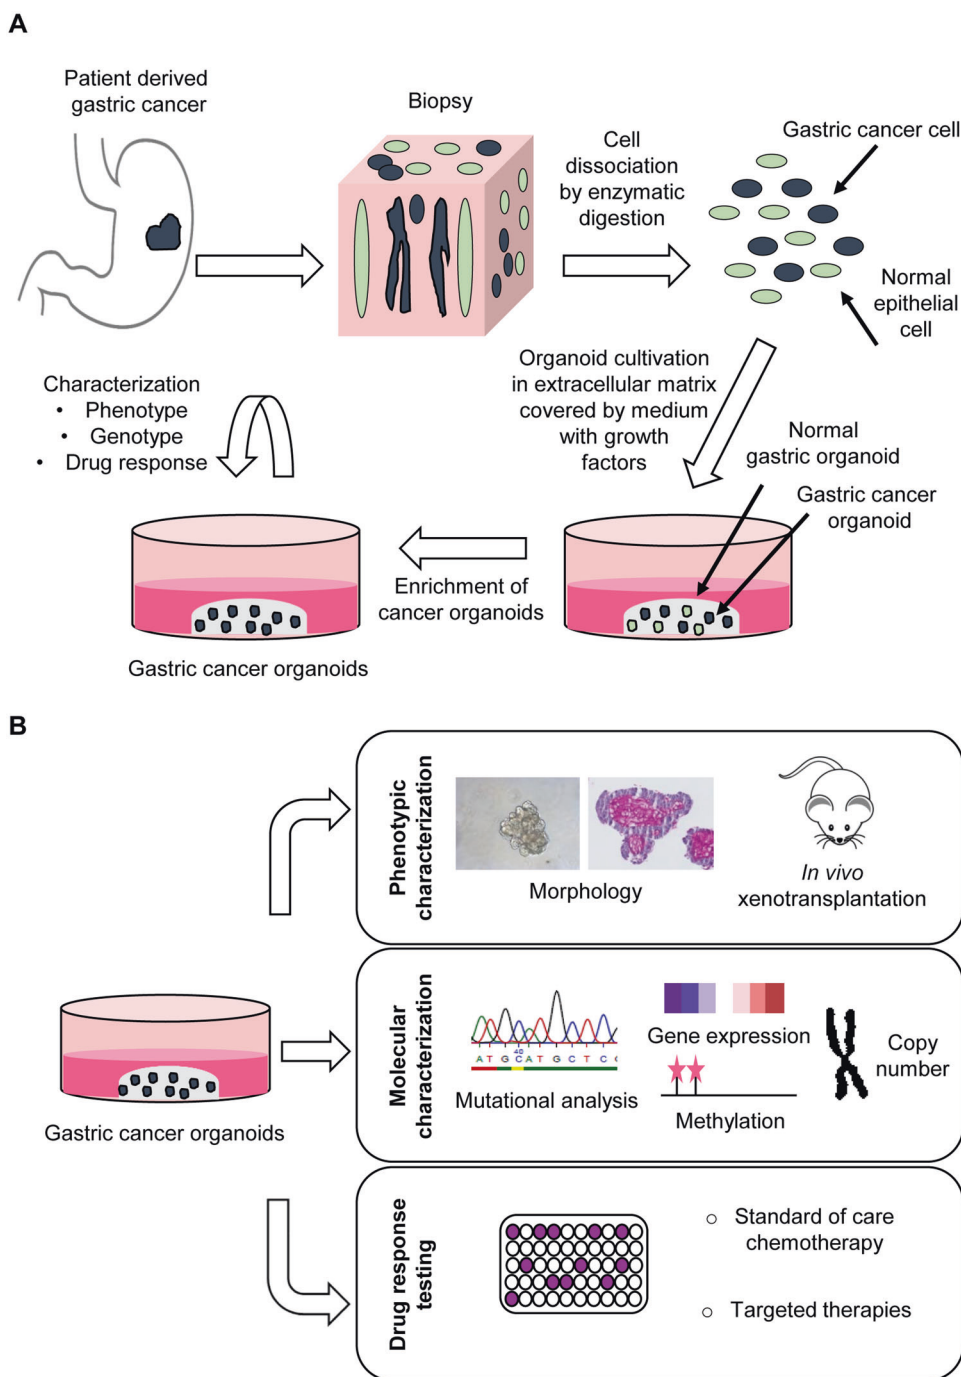 A
Patient derived
gastric cancer
Biopsy
Cell
dissociation
by enzymatic
digestion
Gastric cancer cell
Normal
epithelial
cell
Organoid cultivation
in extracellular matrix
covered by medium
with growth
factors
Characterization
• Phenotype
• Genotype
• Drug response
Normal
gastric organoid
Gastric cancer
organoid
Enrichment of
cancer organoids
Gastric cancer organoids
B
Phenotypic
characterization
Morphology
In vivo
xenotransplantation
Gastric cancer organoids
Molecular
characterization
40
A T G C A T G C T C
Mutational analysis
Gene expression
Methylation
Copy
number
Drug response
testing
○ Standard of care
chemotherapy
○ Targeted therapies